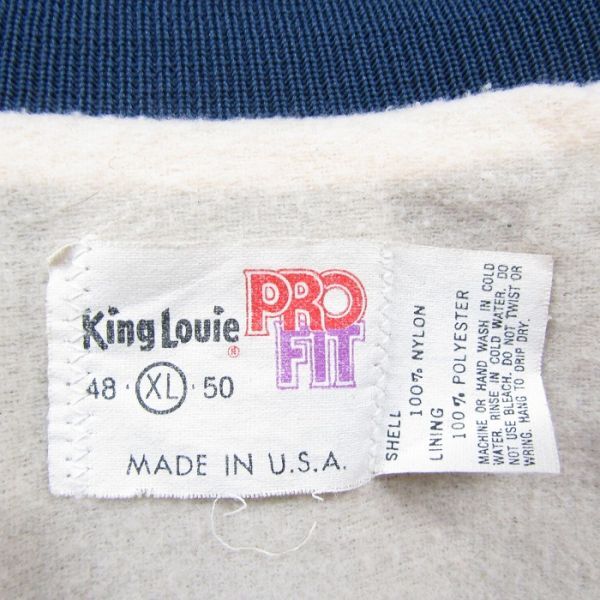 King Louie®
PRO
FIT
48 · XL · 50
MADE IN U.S.A.
SHELL
100% NYLON
LINING
100% POLYESTER
MACHINE OR HAND WASH IN COLD
WATER. RINSE IN COLD WATER. DO
NOT USE BLEACH. DO NOT TWIST OR
WRING. HANG TO DRIP DRY.